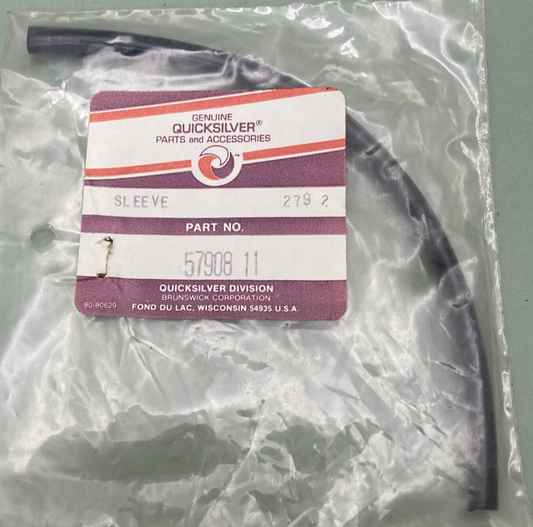 GENUINE
QUICKSILVER®
PARTS and ACCESSORIES
™
SLEEVE 279 2
PART NO.
57908 11
QUICKSILVER DIVISION
BRUNSWICK CORPORATION
90-90629 FOND DU LAC, WISCONSIN 54935 U.S.A.